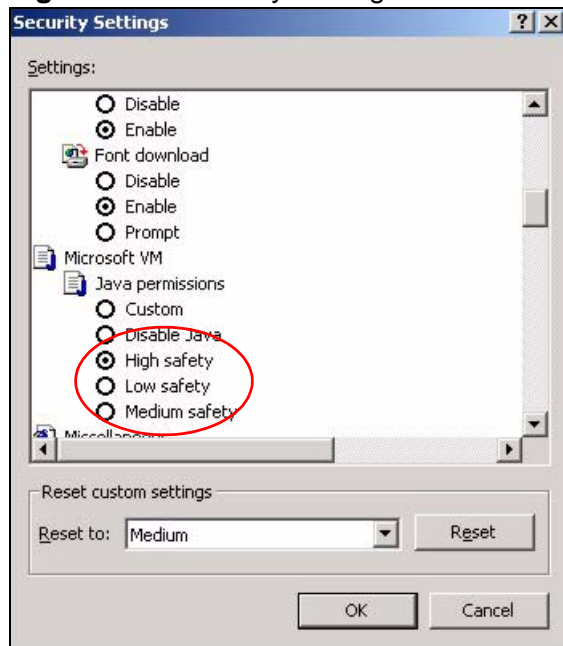 Security Settings
Settings:
Disable
Enable
Font download
Disable
Enable
Prompt
Microsoft VM
Java permissions
Custom
Disable Java
High safety
Low safety
Medium safety
Miscellaneous
Reset custom settings
Reset to: Medium Reset
OK Cancel